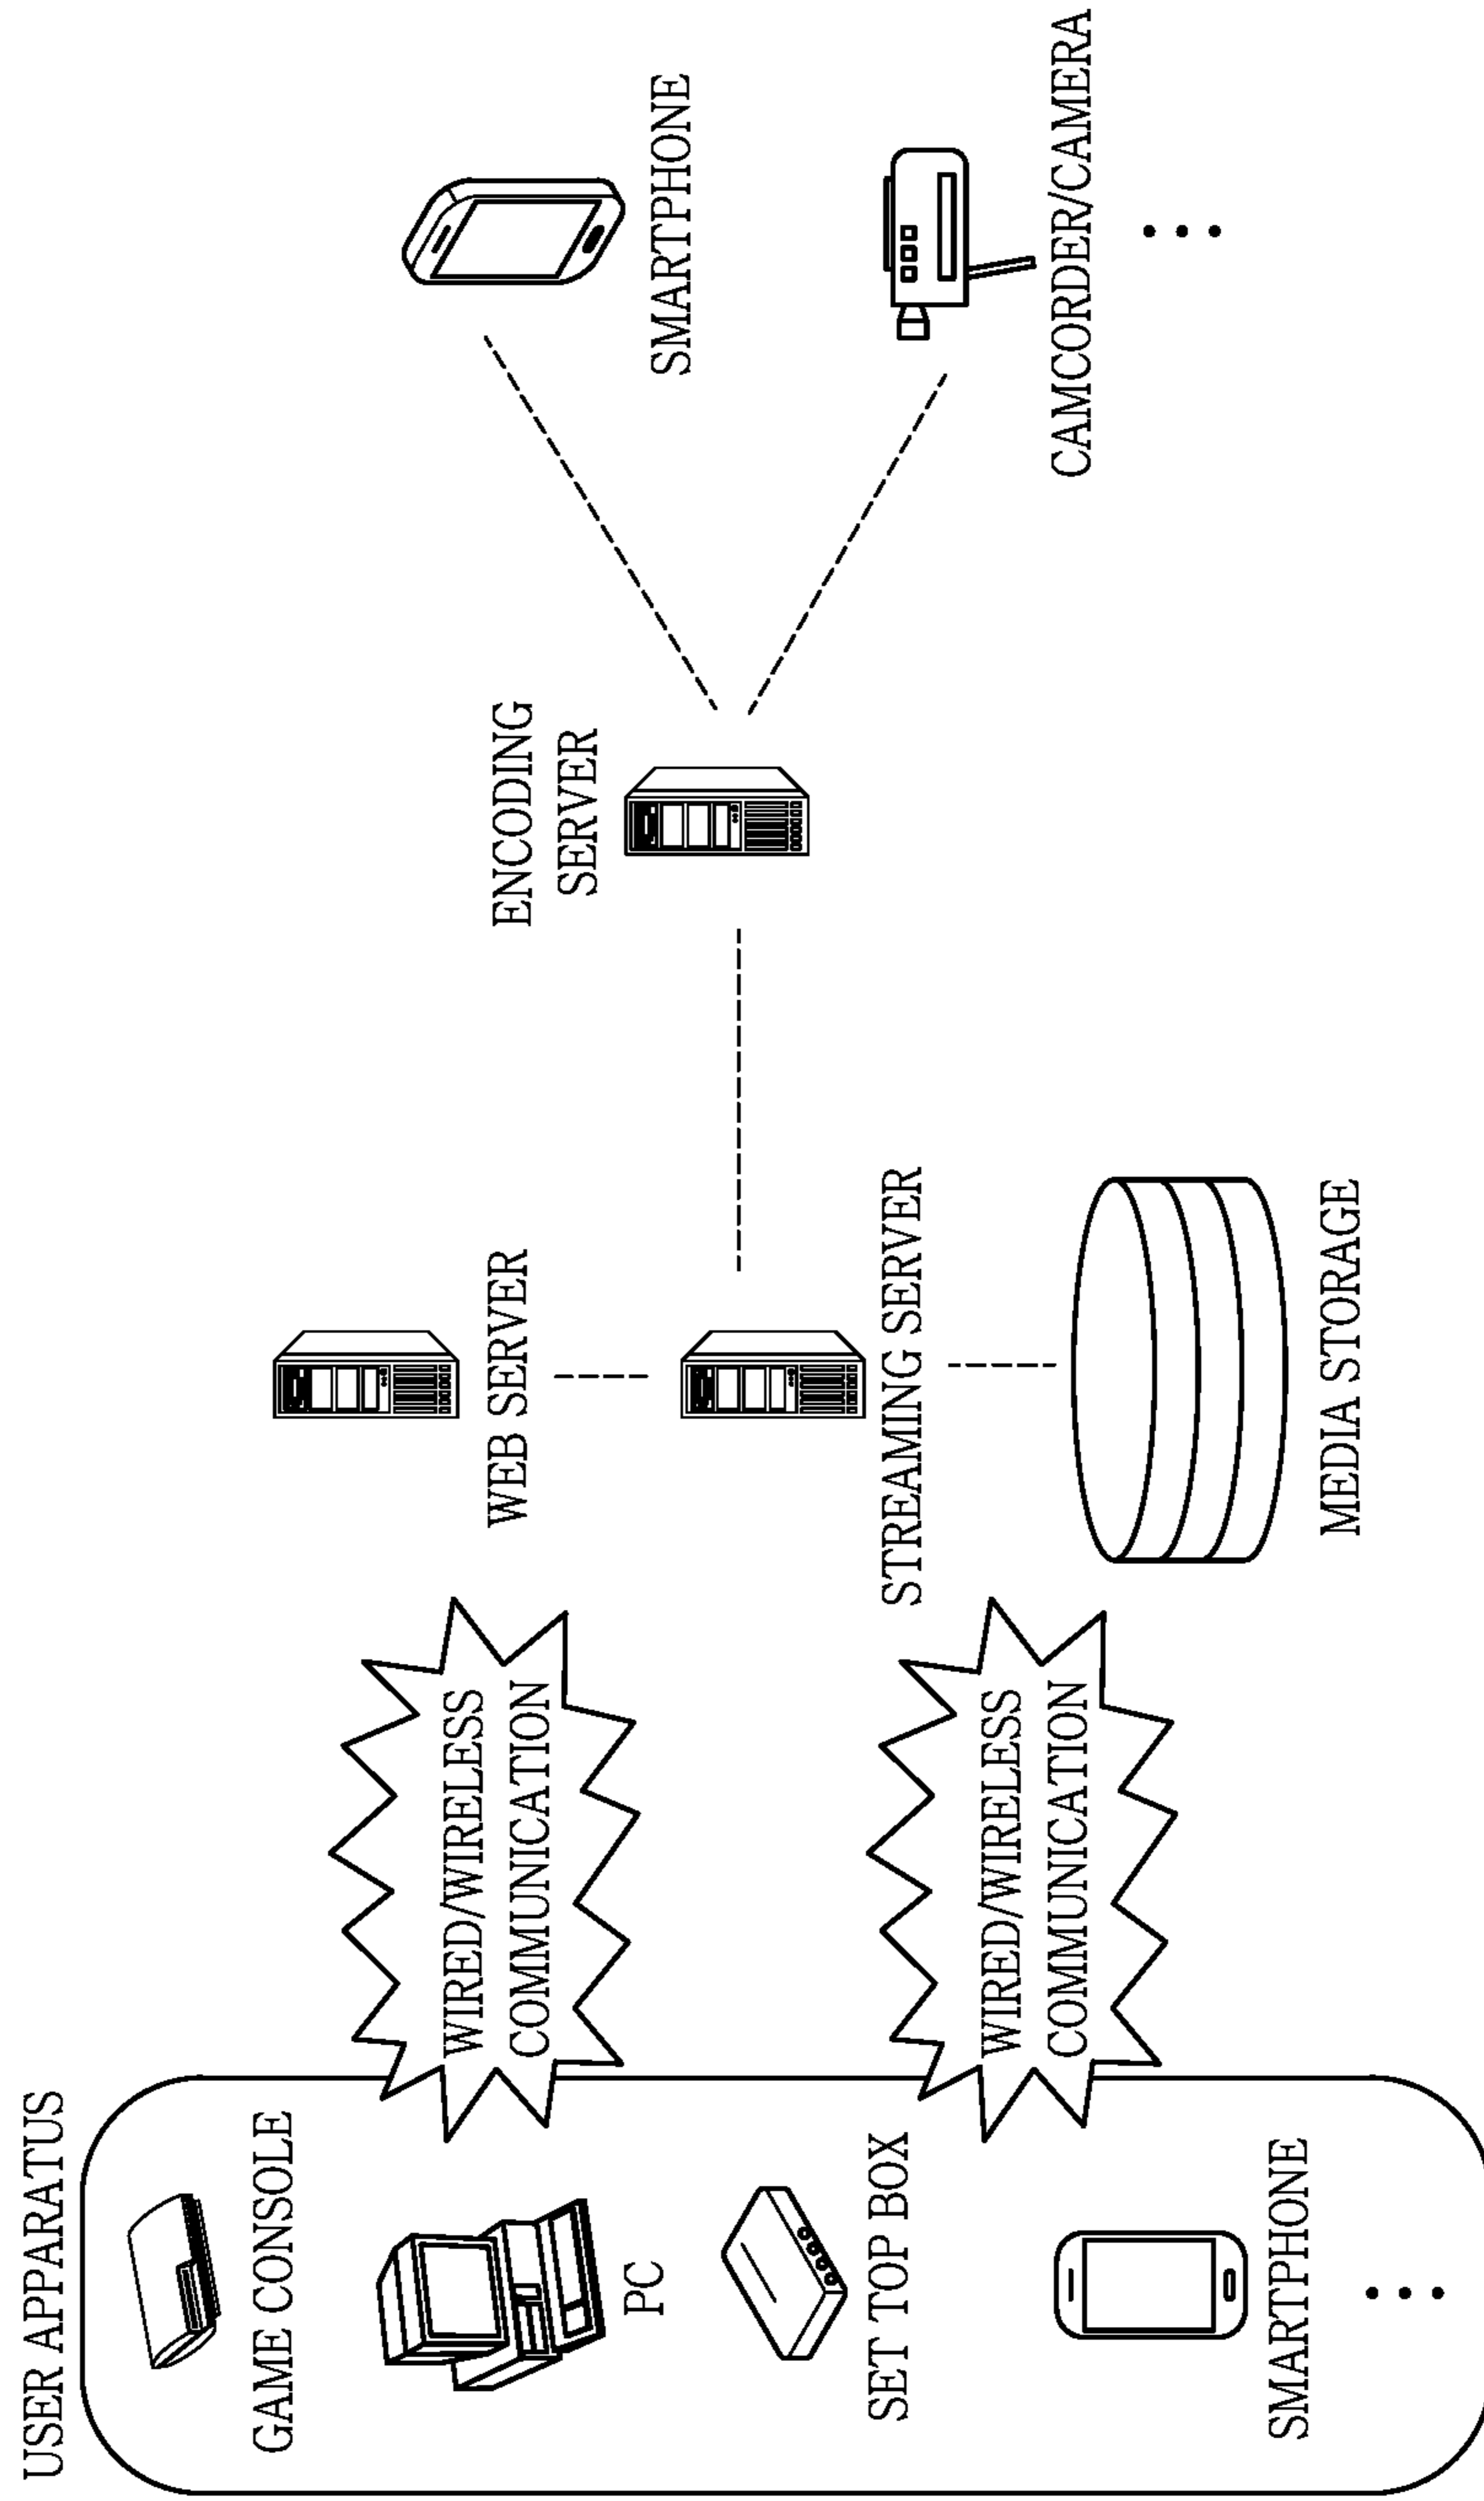 USER APPARATUS
GAME CONSOLE
PC
SET TOP BOX
SMARTPHONE
WIRED/WIRELESS
COMMUNICATION
WIRED/WIRELESS
COMMUNICATION
WEB SERVER
STREAMING SERVER
MEDIA STORAGE
ENCODING
SERVER
SMARTPHONE
CAMCORDER/CAMERA